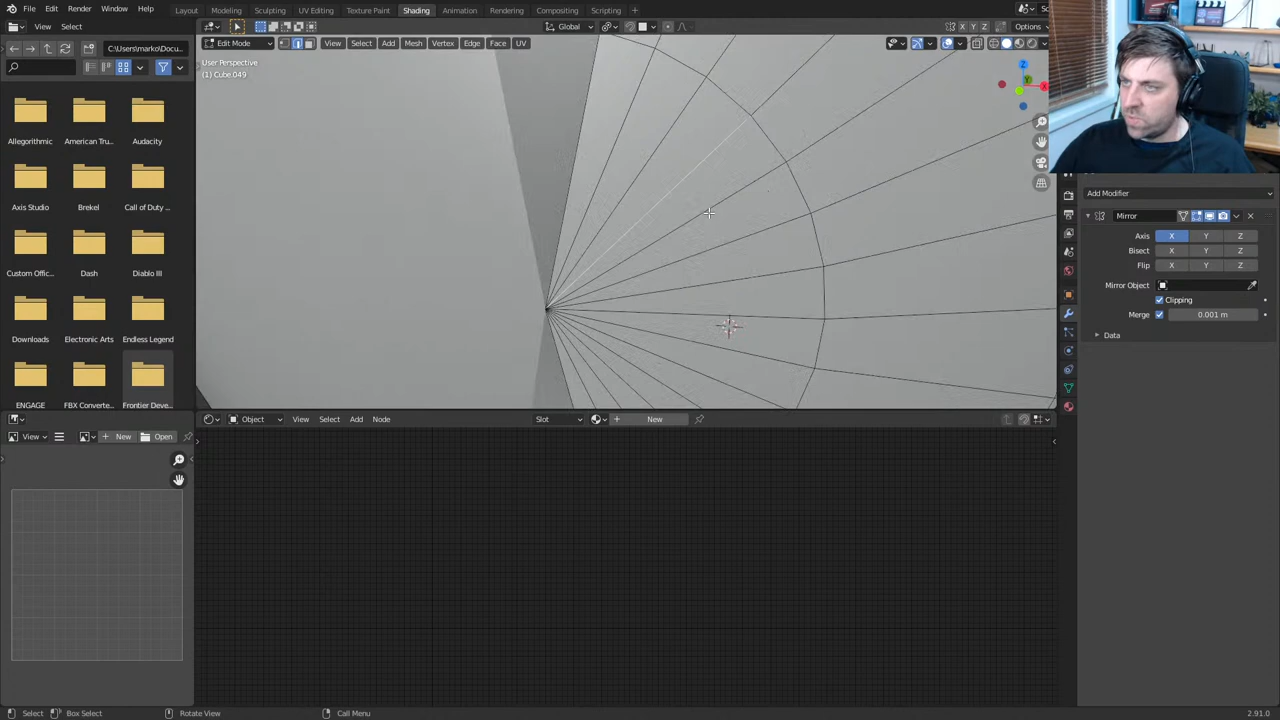 File Edit Render Window Help Layout Modeling Sculpting UV Editing Texture Paint Shading Animation Rendering Compositing Scripting +
View Select C:\Users\marko\Docu... Global Options
Edit Mode View Select Add Mesh Vertex Edge Face UV
X Y Z
User Perspective
(1) Cube.049
Z
Y
X
Allegorithmic American Tru... Audacity
Axis Studio Brekel Call of Duty ...
Custom Offic... Dash Diablo III
Downloads Electronic Arts Endless Legend
ENGAGE FBX Converte... Frontier Deve...
Add Modifier
Mirror
Axis X Y Z
Bisect X Y Z
Flip X Y Z
Mirror Object
Clipping
Merge 0.001 m
Data
Object View Select Add Node Slot New
View New Open
Select Box Select Rotate View Call Menu 2.91.0